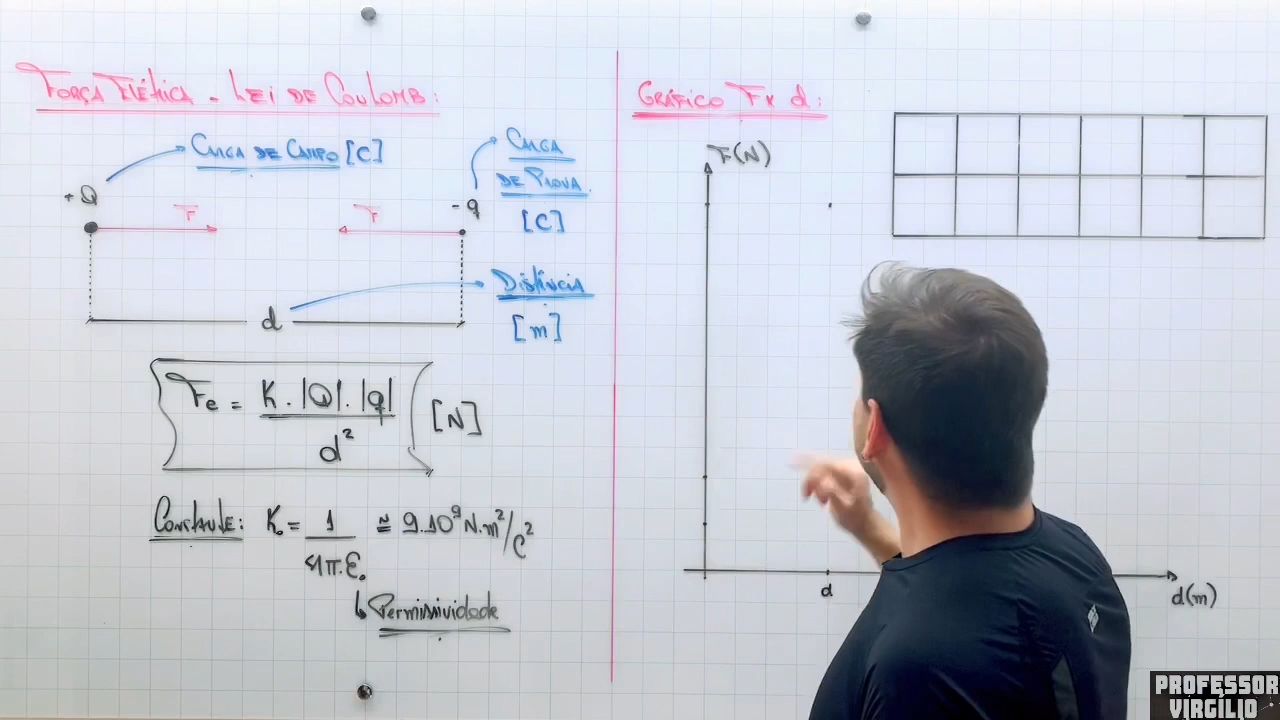 Força Elétrica - Lei de Coulomb:
Carga de Campo [C]
+Q
F
F
-q
Carga
de Prova.
[C]
d
Distância
[m]
Fe = K . |Q| . |q|
d²
[N]
Constante: K₀ = 1
4π.ε₀
≅ 9.10⁹ N.m²/C²
↳ Permissividade
Gráfico F x d:
F(N)
d
d(m)
PROFESSOR
VIRGÍLIO